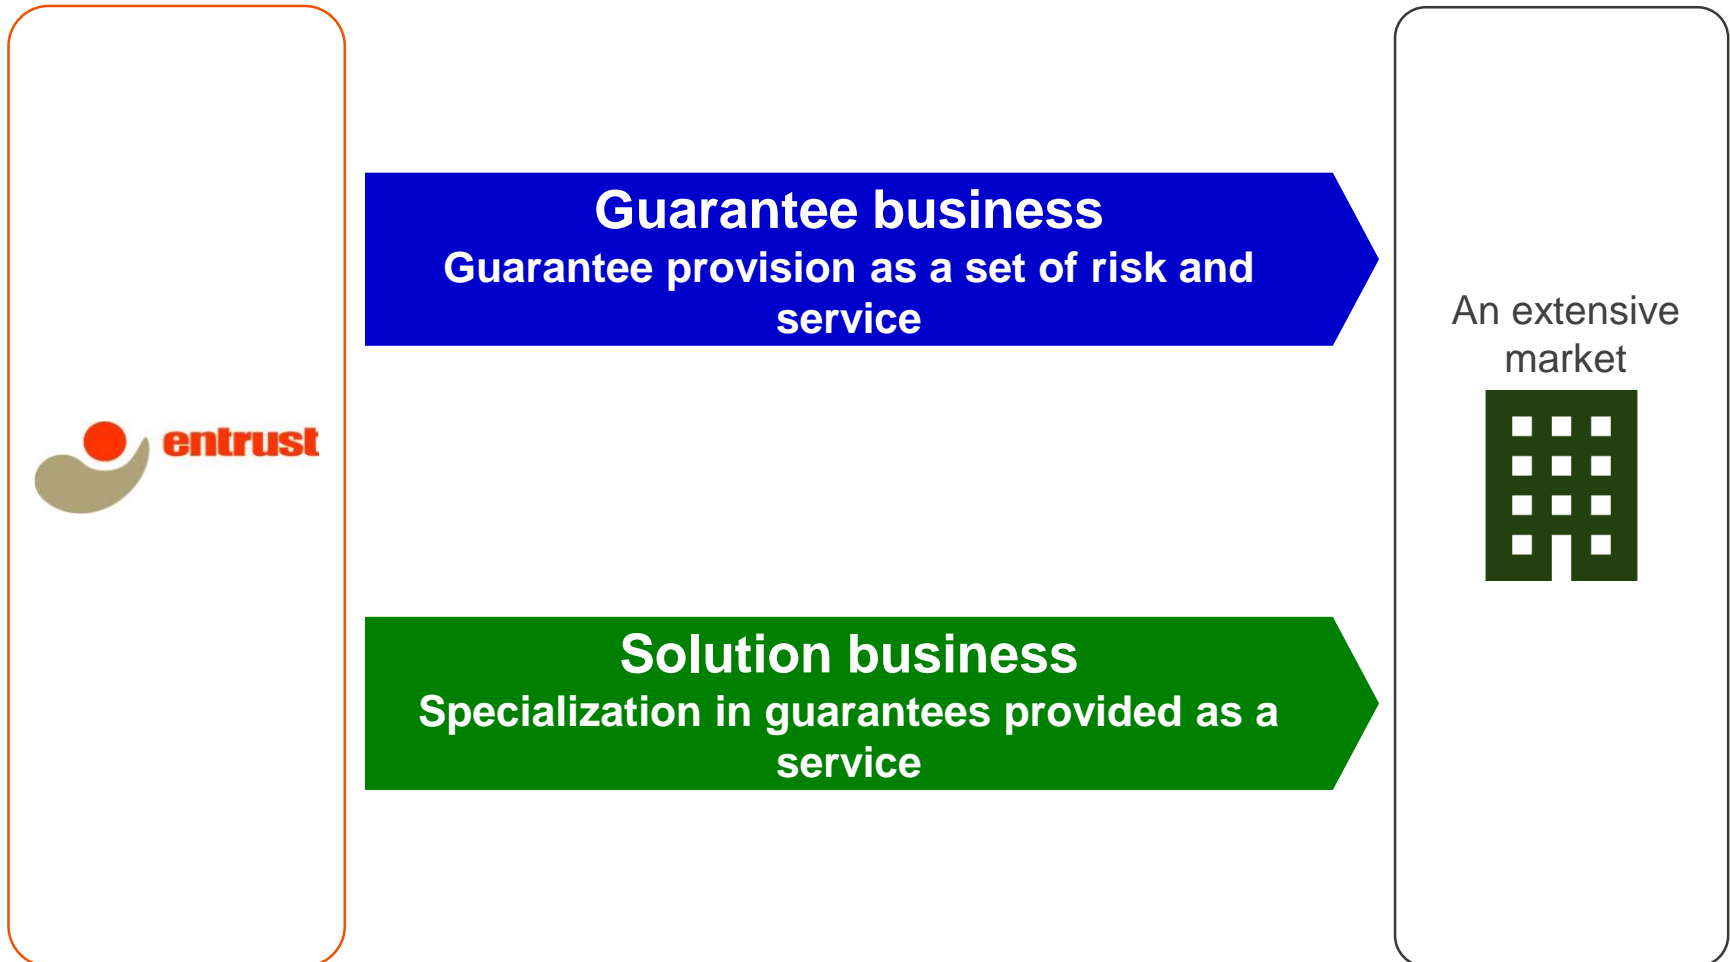 entrust
Guarantee business
Guarantee provision as a set of risk and
service
An extensive
market
Solution business
Specialization in guarantees provided as a
service